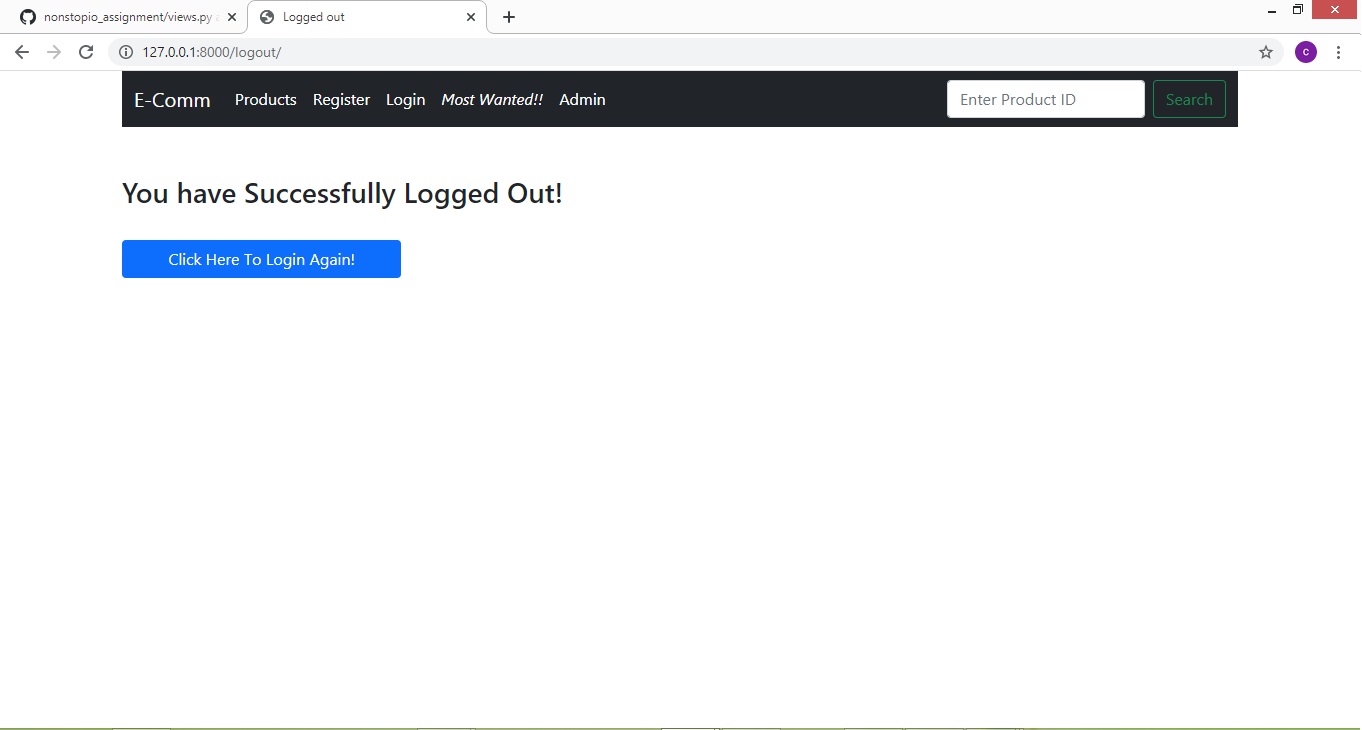 nonstopio_assignment/views.py
Logged out
127.0.0.1:8000/logout/
c
E-Comm Products Register Login Most Wanted!! Admin Enter Product ID Search
You have Successfully Logged Out!
Click Here To Login Again!